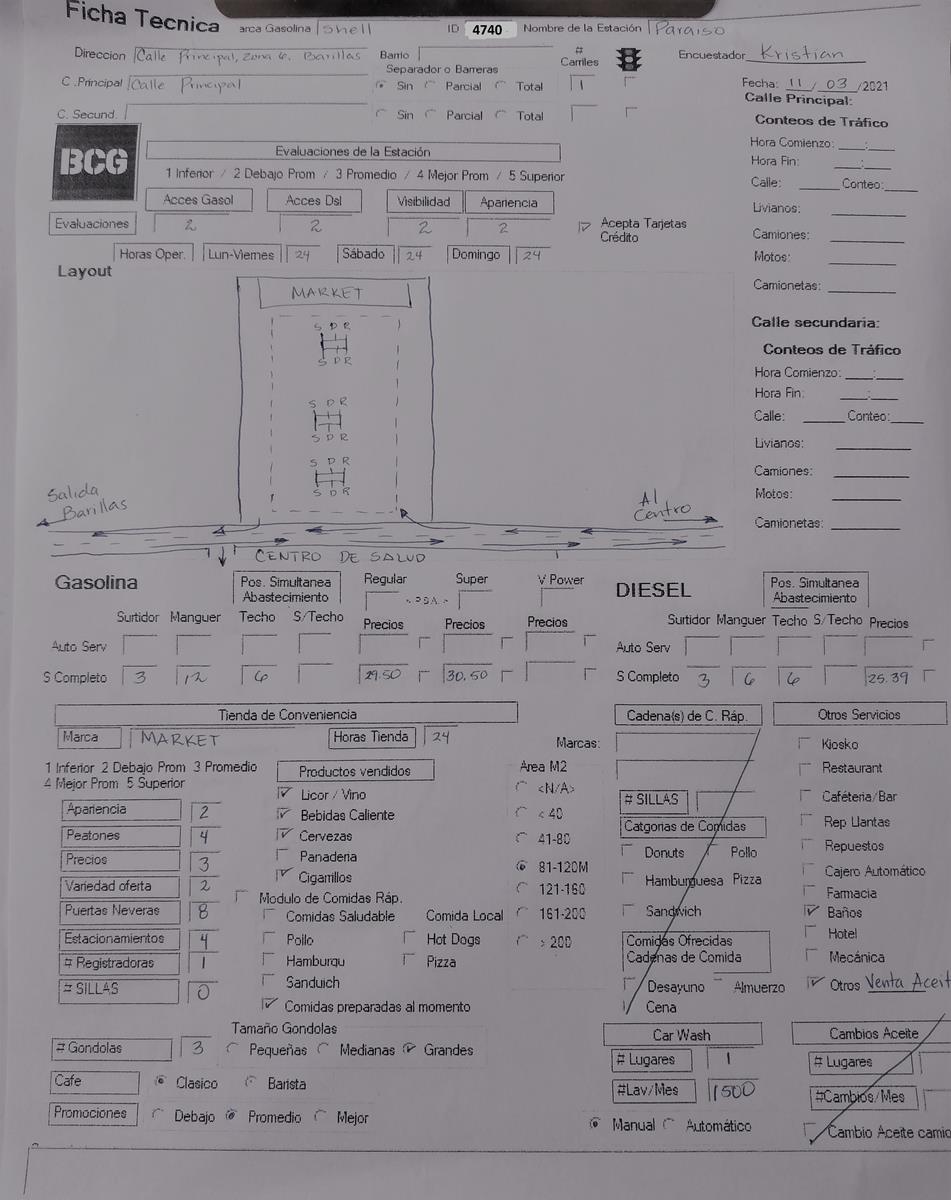 Ficha Tecnica arca Gasolina Shell ID 4740 Nombre de la Estación Paraiso
Direccion Calle Principal, Zona 6. Barillas Barrio # Carriles Encuestador Kristian
Separador o Barreras
C .Principal Calle Principal Sin Parcial Total 1 Fecha: 11 / 03 /2021
C. Secund. Sin Parcial Total
Calle Principal:
Conteos de Tráfico
BCG
Evaluaciones de la Estación
1 Inferior / 2 Debajo Prom / 3 Promedio / 4 Mejor Prom / 5 Superior
Hora Comienzo: ____:____
Hora Fin: ____:____
Calle: ____ Conteo:____
Acces Gasol Acces Dsl Visibilidad Apariencia
Evaluaciones 2 2 2 2 Acepta Tarjetas Crédito
Livianos:
Camiones:
Motos:
Camionetas:
Horas Oper. Lun-Viernes 24 Sábado 24 Domingo 24
Layout
MARKET
S D R
S D R
S D R
S D R
S D R
S D R
Salida Barillas
Al Centro
CENTRO DE SALUD
Calle secundaria:
Conteos de Tráfico
Hora Comienzo: ____:____
Hora Fin: ____:____
Calle: ____ Conteo:____
Livianos:
Camiones:
Motos:
Camionetas:
Gasolina Pos. Simultanea Abastecimiento Regular Super V Power
Surtidor Manguer Techo S/Techo Precios Precios Precios
Auto Serv
S Completo 3 12 6 29.50 30.50
DIESEL Pos. Simultanea Abastecimiento
Surtidor Manguer Techo S/Techo Precios
Auto Serv
S Completo 3 6 6 25.39
Tienda de Conveniencia
Marca MARKET Horas Tienda 24
1 Inferior 2 Debajo Prom 3 Promedio
4 Mejor Prom 5 Superior
Apariencia 2
Peatones 4
Precios 3
Variedad oferta 2
Puertas Neveras 8
Estacionamientos 4
# Registradoras 1
# SILLAS 0
Productos vendidos
Licor / Vino
Bebidas Caliente
Cervezas
Panaderia
Cigarrillos
Modulo de Comidas Ráp.
Comidas Saludable Comida Local
Pollo Hot Dogs
Hamburqu Pizza
Sanduich
Comidas preparadas al momento
Area M2
<N/A>
< 40
41-80
81-120M
121-160
161-200
> 200
Tamaño Gondolas
# Gondolas 3 Pequeñas Medianas Grandes
Cafe Clasico Barista
Promociones Debajo Promedio Mejor
Cadena(s) de C. Ráp.
Marcas:
# SILLAS
Catgorias de Comidas
Donuts Pollo
Hamburguesa Pizza
Sandwich
Comidas Ofrecidas
Cadenas de Comida
Desayuno Almuerzo
Cena
Otros Servicios
Kiosko
Restaurant
Caféteria/Bar
Rep Llantas
Repuestos
Cajero Automático
Farmacia
Baños
Hotel
Mecánica
Otros Venta Aceit
Car Wash
# Lugares 1
#Lav/Mes 1500
Manual Automático
Cambios Aceite
# Lugares
#Cambios/Mes
Cambio Aceite camio